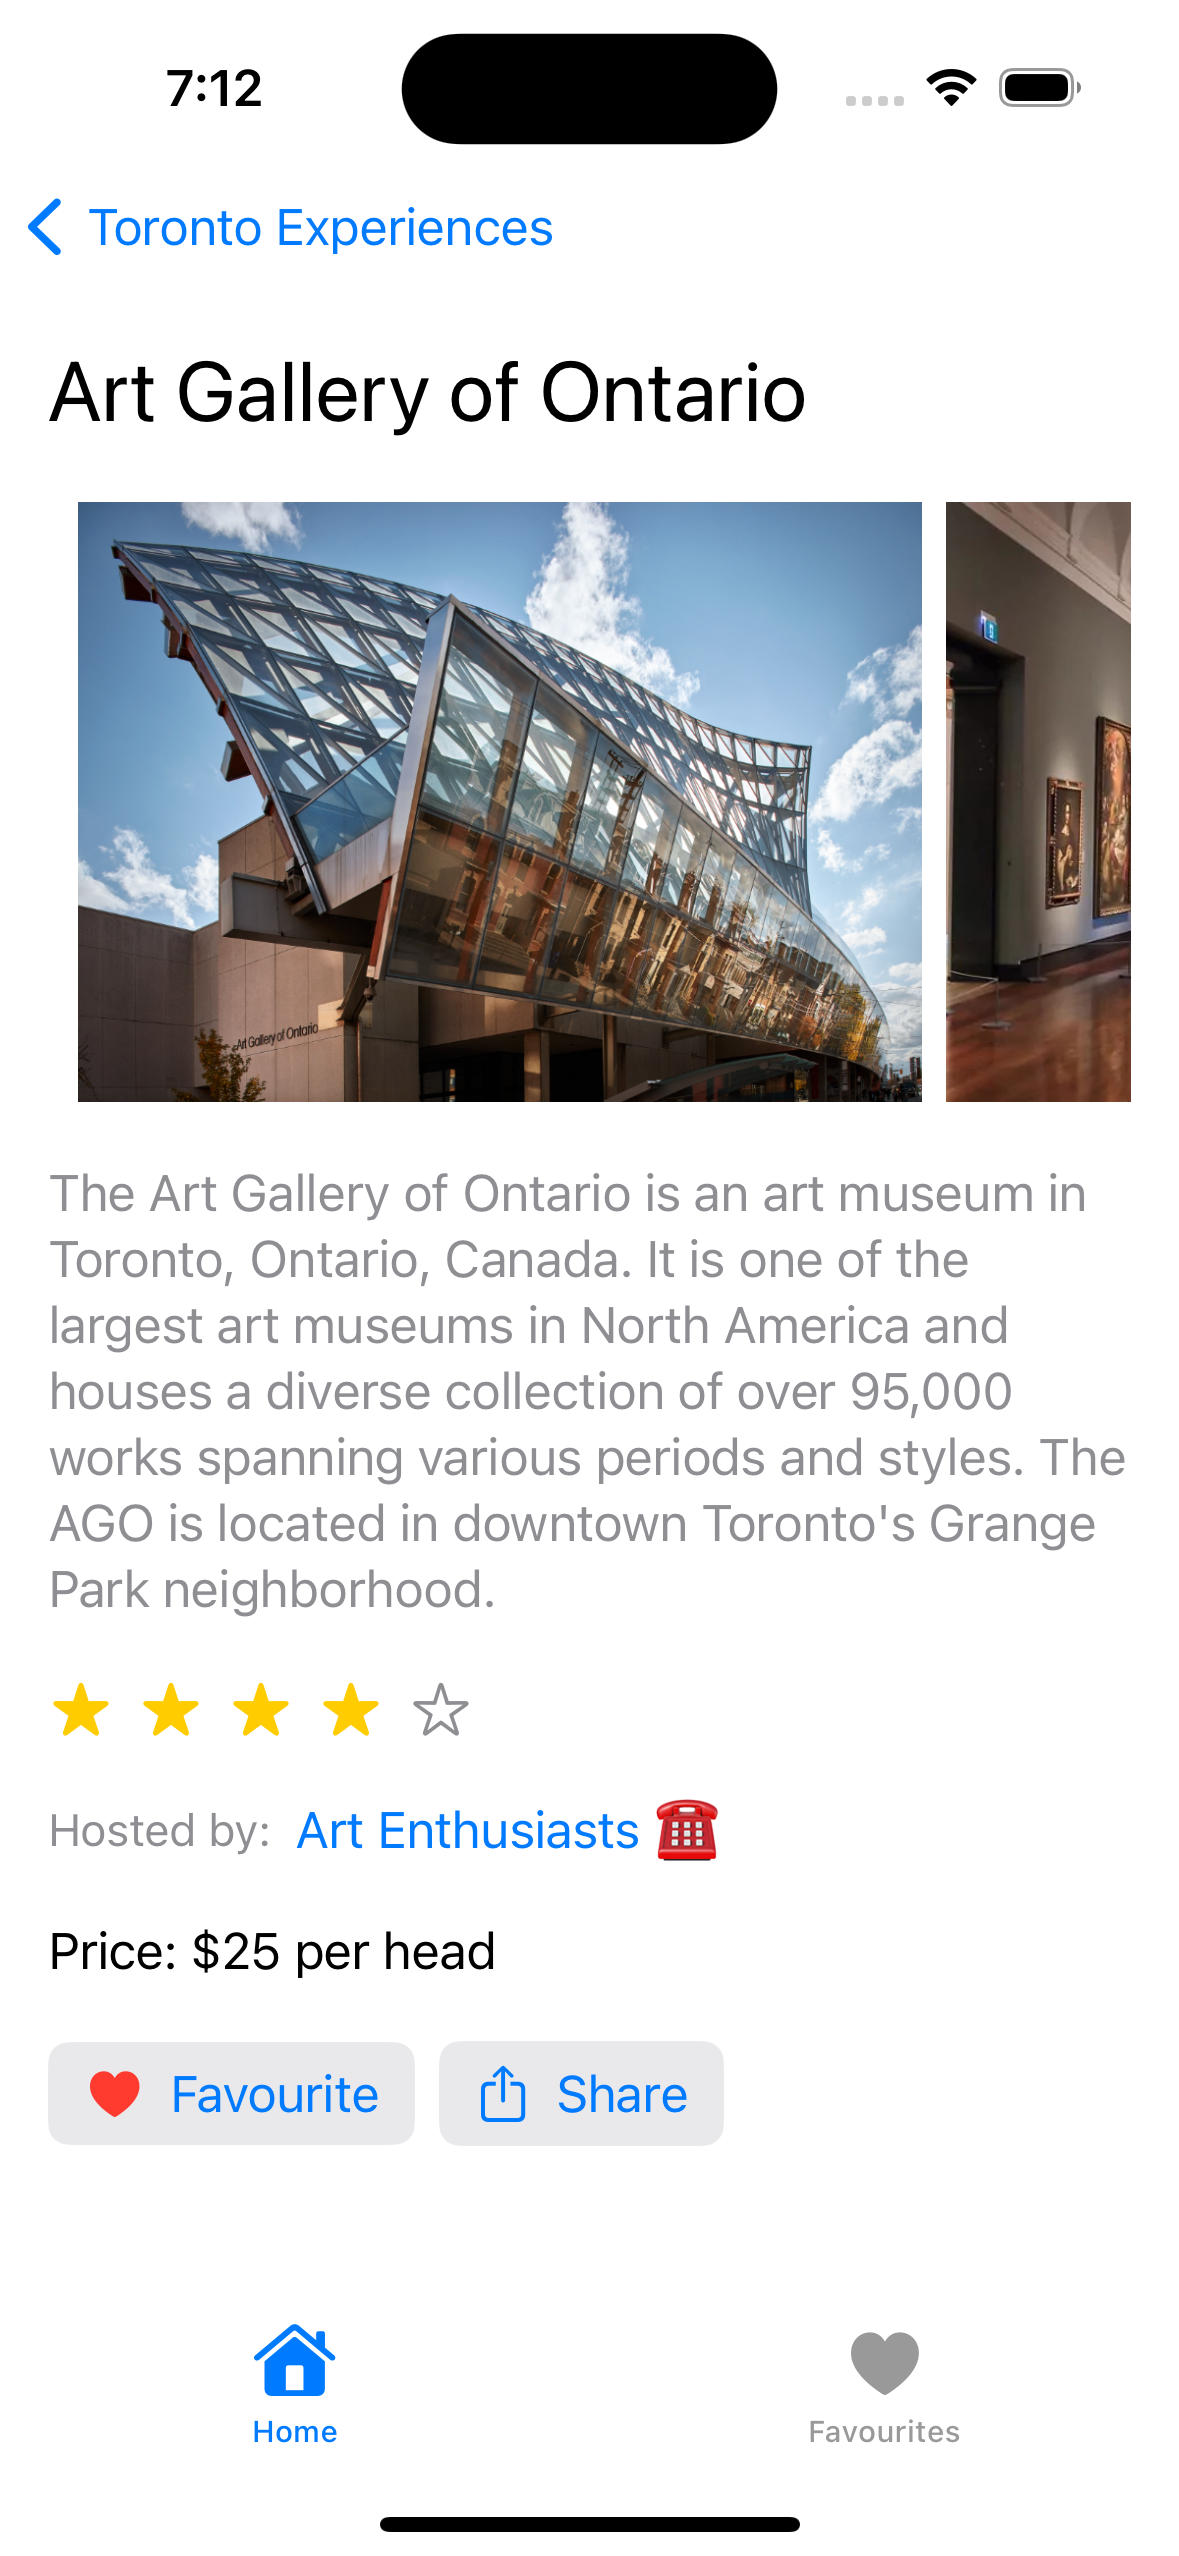 7:12
Toronto Experiences
Art Gallery of Ontario
Art Gallery of Ontario
The Art Gallery of Ontario is an art museum in
Toronto, Ontario, Canada. It is one of the
largest art museums in North America and
houses a diverse collection of over 95,000
works spanning various periods and styles. The
AGO is located in downtown Toronto's Grange
Park neighborhood.
Hosted by: Art Enthusiasts
Price: $25 per head
Favourite
Share
Home
Favourites